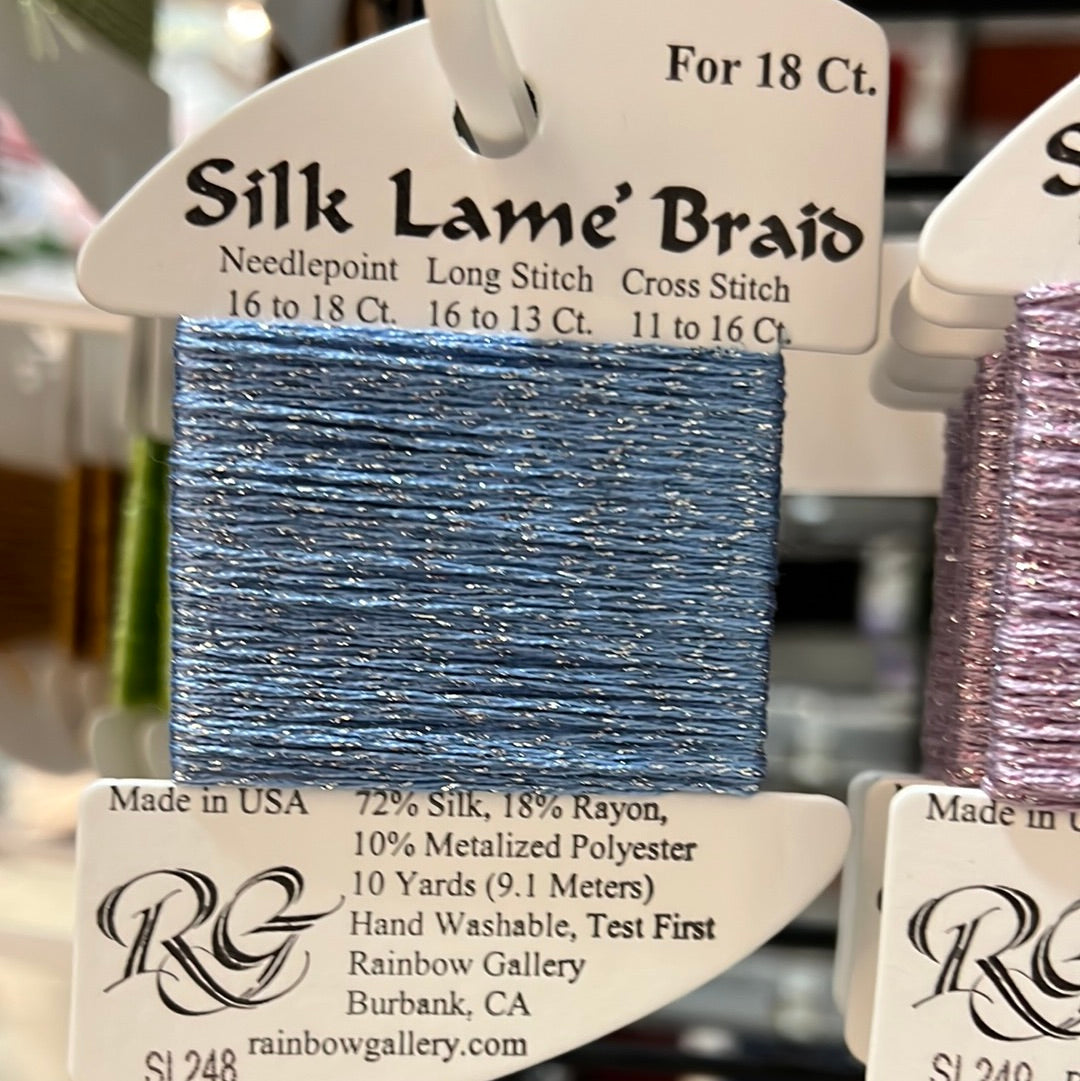 For 18 Ct.
Silk Lame' Braid
Needlepoint Long Stitch Cross Stitch
16 to 18 Ct. 16 to 13 Ct. 11 to 16 Ct.
Made in USA
72% Silk, 18% Rayon,
10% Metalized Polyester
10 Yards (9.1 Meters)
Hand Washable, Test First
Rainbow Gallery
Burbank, CA
rainbowgallery.com
RG
SL248
S
Made in
RG
SL249